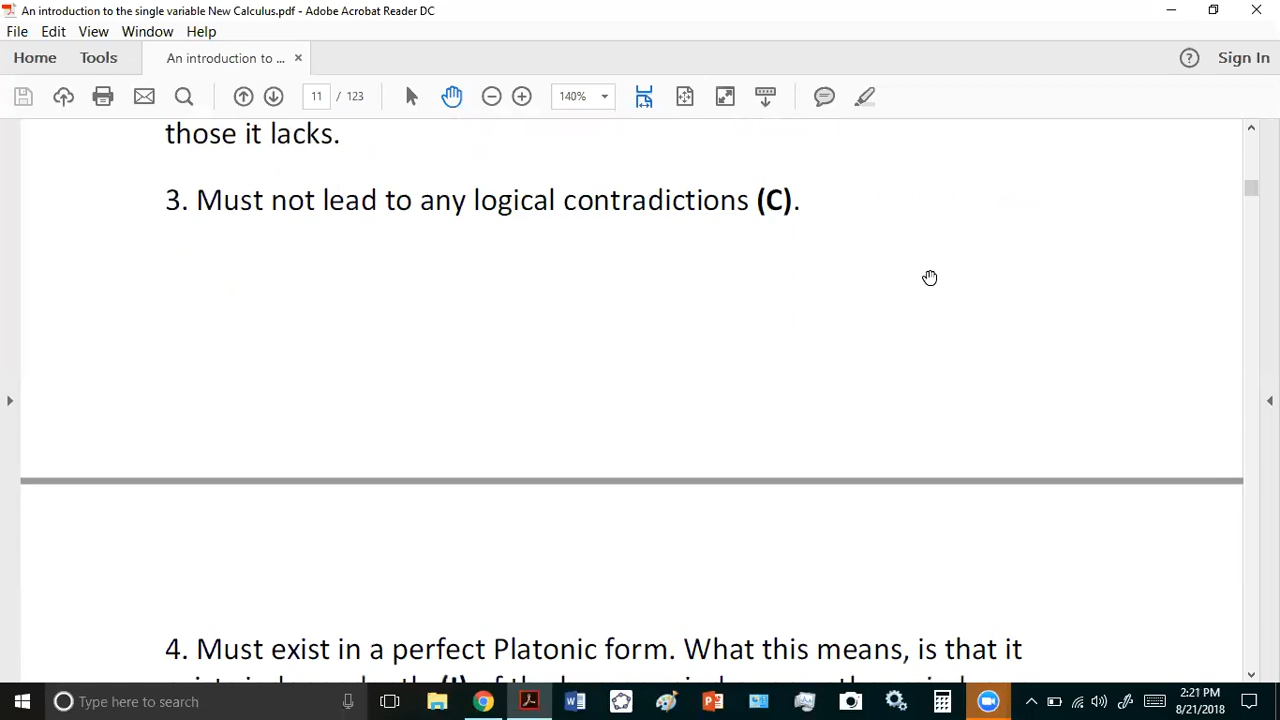 An introduction to the single variable New Calculus.pdf - Adobe Acrobat Reader DC
File Edit View Window Help
Home Tools An introduction to ... × Sign In
11 / 123 140%
those it lacks.
3. Must not lead to any logical contradictions (C).
4. Must exist in a perfect Platonic form. What this means, is that it
Type here to search
2:21 PM
8/21/2018